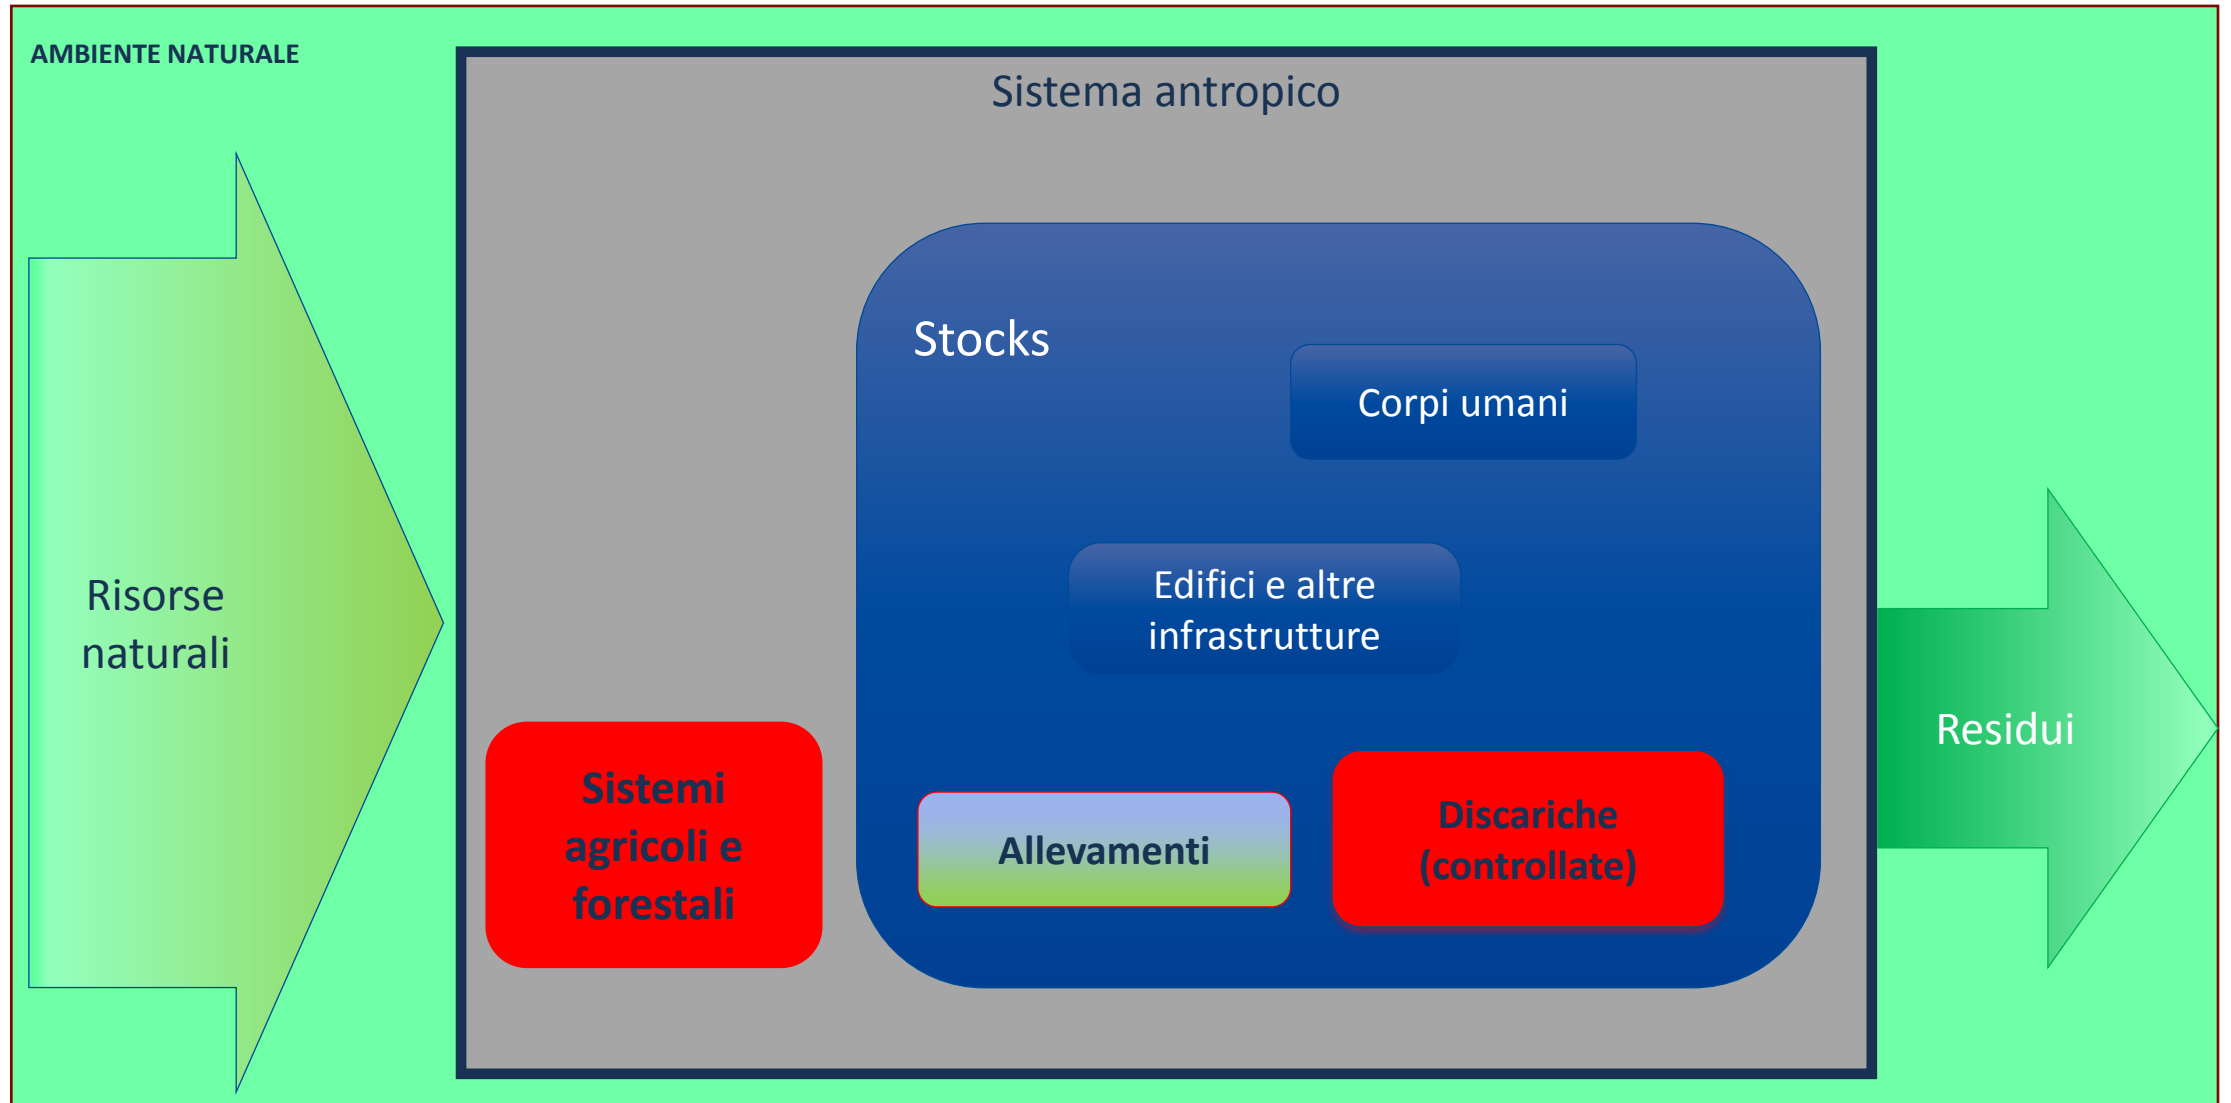 AMBIENTE NATURALE
Sistema antropico
Stocks
Corpi umani
Risorse
naturali
Edifici e altre
infrastrutture
Residui
Sistemi
agricoli e
forestali
Allevamenti
Discariche
(controllate)